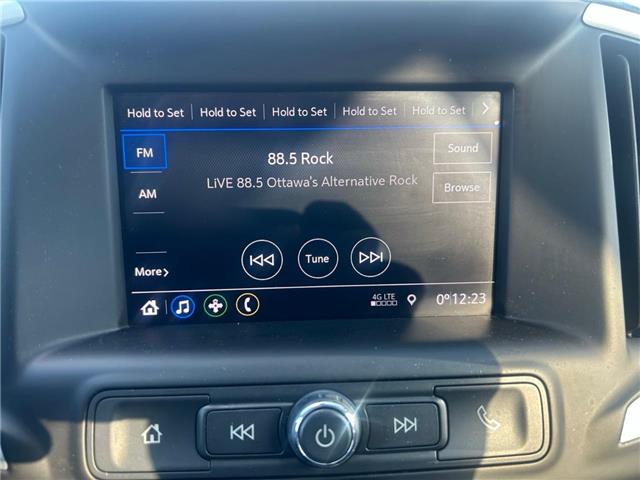 Hold to Set Hold to Set Hold to Set Hold to Set Hold to Set >
FM
88.5 Rock
Sound
LiVE 88.5 Ottawa's Alternative Rock
AM
Browse
Tune
More >
4G LTE
0° 12:23